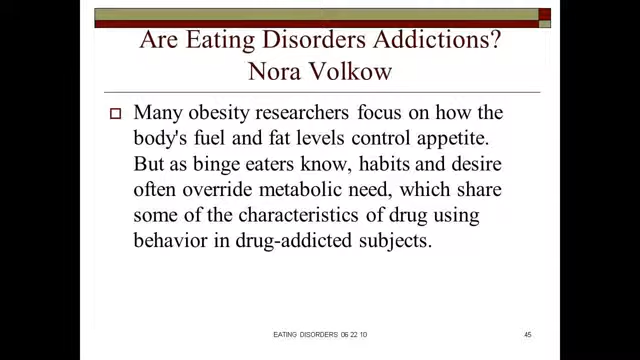 Are Eating Disorders Addictions?
Nora Volkow
Many obesity researchers focus on how the
body's fuel and fat levels control appetite.
But as binge eaters know, habits and desire
often override metabolic need, which share
some of the characteristics of drug using
behavior in drug-addicted subjects.
EATING DISORDERS 06 22 10
45